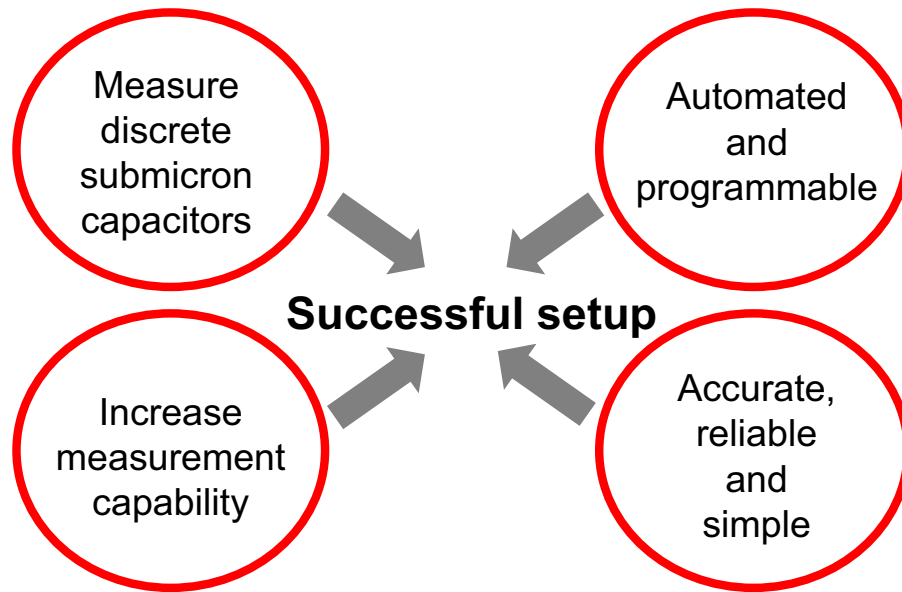 Measure
discrete
submicron
capacitors
Automated
and
programmable
Successful setup
Increase
measurement
capability
Accurate,
reliable
and
simple